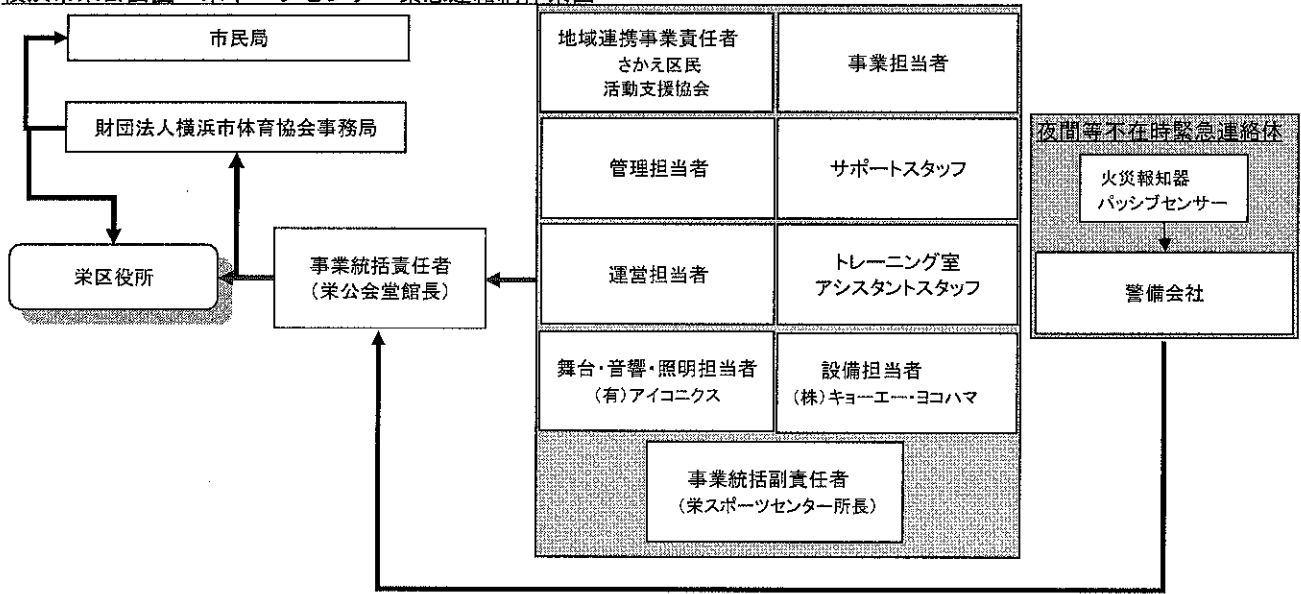 市民局
財団法人横浜市体育協会事務局
栄区役所
事業統括責任者
(栄公会堂館長)
地域連携事業責任者
さかえ区民
活動支援協会
事業担当者
管理担当者
サポートスタッフ
運営担当者
トレーニング室
アシスタントスタッフ
舞台・音響・照明担当者
(有)アイコニクス
設備担当者
(株)キョーエー・ヨコハマ
事業統括副責任者
(栄スポーツセンター所長)
夜間等不在時緊急連絡体
火災報知器
パッシブセンサー
警備会社